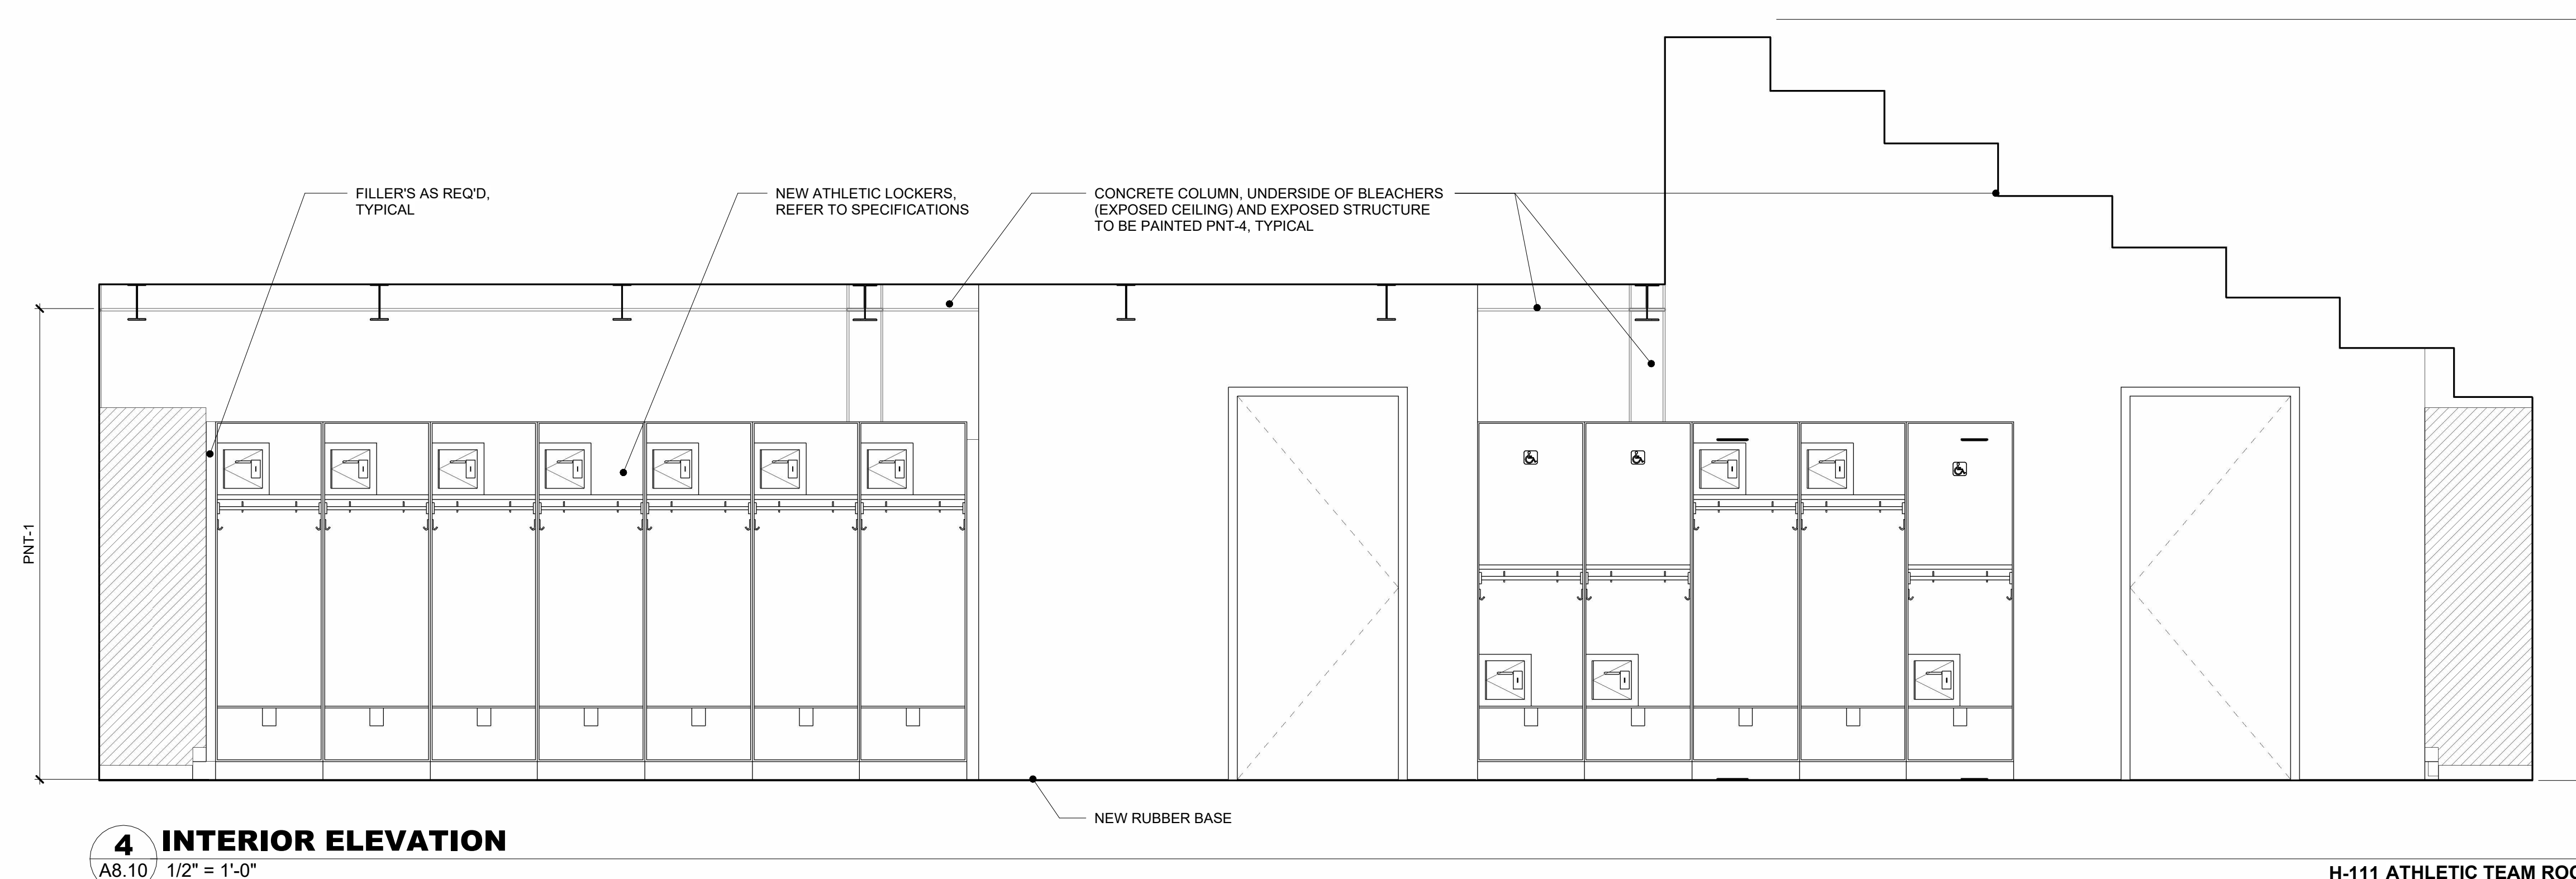 FILLER'S AS REQ'D,
TYPICAL
NEW ATHLETIC LOCKERS,
REFER TO SPECIFICATIONS
CONCRETE COLUMN, UNDERSIDE OF BLEACHERS
(EXPOSED CEILING) AND EXPOSED STRUCTURE
TO BE PAINTED PNT-4, TYPICAL
PNT-1
NEW RUBBER BASE
4 INTERIOR ELEVATION
A8.10 1/2" = 1'-0"
H-111 ATHLETIC TEAM